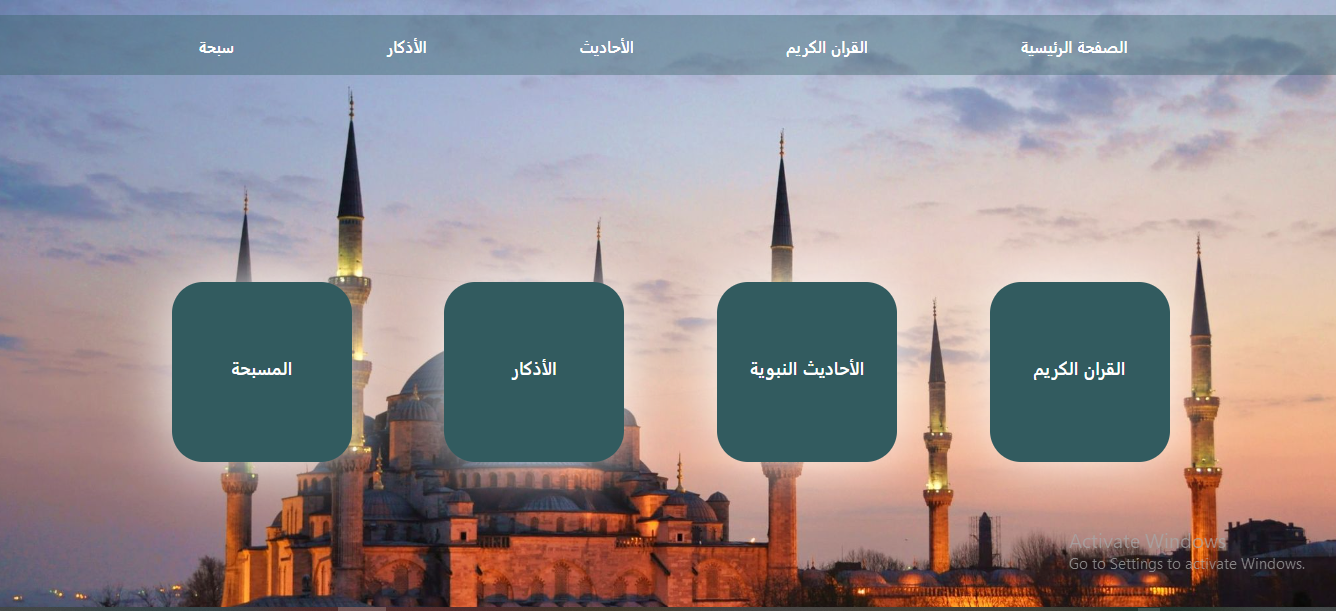 الصفحة الرئيسية
القران الكريم
الأحاديث
الأذكار
سبحة
القران الكريم
الأحاديث النبوية
الأذكار
المسبحة
Activate Windows
Go to Settings to activate Windows.